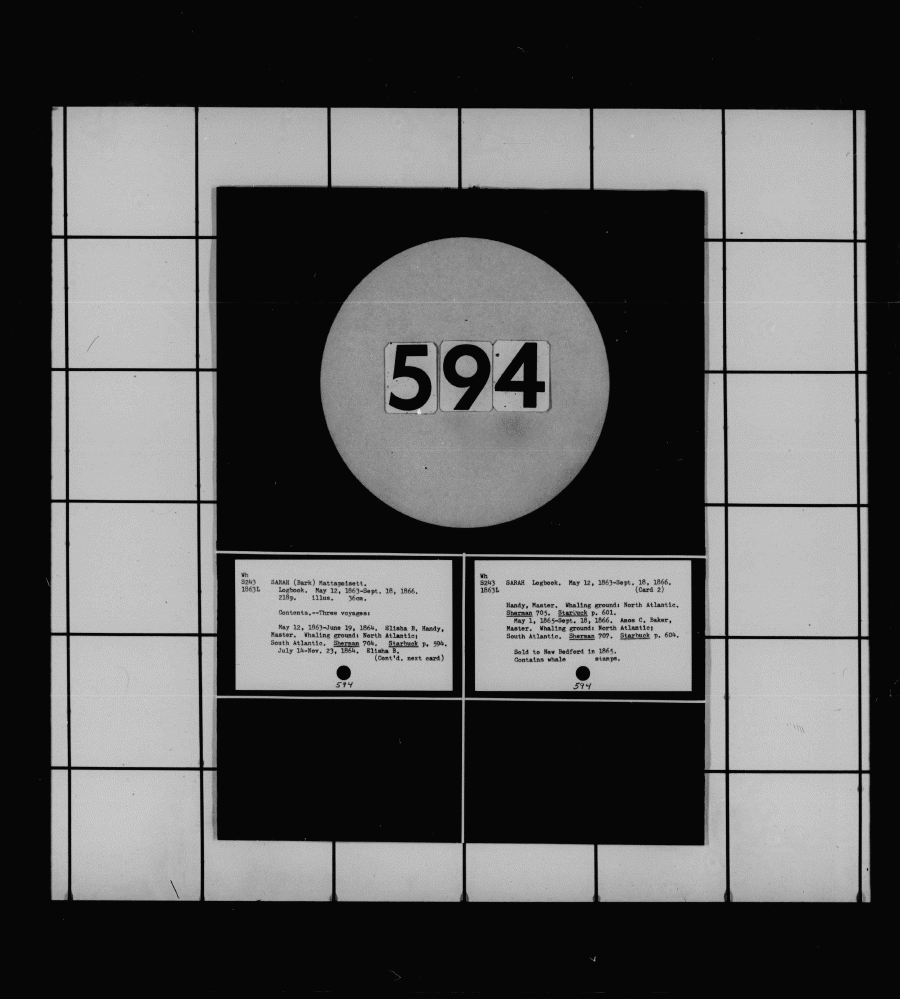 594
Wh
S243 SARAH (Bark) Mattapoisett.
1863L Logbook. May 12, 1863-Sept. 18, 1866.
218p. illus. 36cm.
Contents.--Three voyages:
May 12, 1863-June 19, 1864. Elisha B. Handy,
Master. Whaling ground: North Atlantic;
South Atlantic. Sherman 704. Starbuck p. 594.
July 14-Nov. 23, 1864. Elisha B.
(Cont'd. next card)
594
Wh
S243 SARAH Logbook. May 12, 1863-Sept. 18, 1866.
1863L (Card 2)
Handy, Master. Whaling ground: North Atlantic.
Sherman 705. Starbuck p. 601.
May 1, 1865-Sept. 18, 1866. Amos C. Baker,
Master. Whaling ground: North Atlantic;
South Atlantic. Sherman 707. Starbuck p. 604.
Sold to New Bedford in 1865.
Contains whale stamps.
594